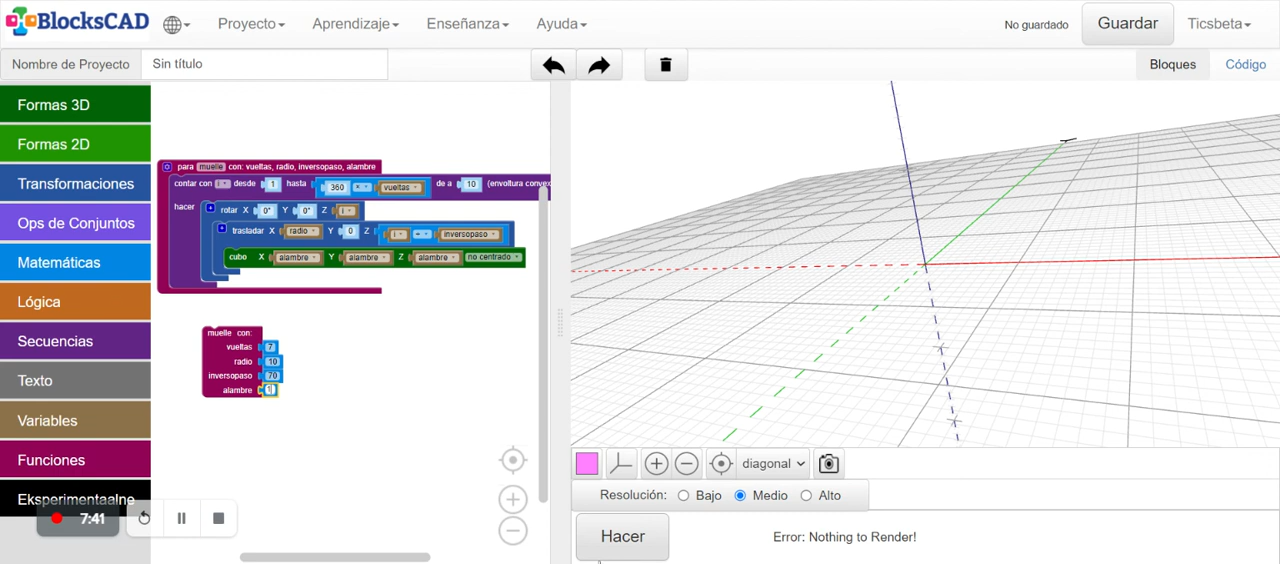 BlocksCAD Proyecto Aprendizaje Enseñanza Ayuda No guardado Guardar Ticsbeta
Nombre de Proyecto Sin título Bloques Código
Formas 3D
Formas 2D
Transformaciones
Ops de Conjuntos
Matemáticas
Lógica
Secuencias
Texto
Variables
Funciones
Eksperimentaalne
7:41
para muelle con: vueltas, radio, inversopaso, alambre
contar con i desde 1 hasta 360 × vueltas de a 10 (envoltura convex
hacer rotar X 0° Y 0° Z i
trasladar X radio Y 0 Z i ÷ inversopaso
cubo X alambre Y alambre Z alambre no centrado
muelle con:
vueltas 7
radio 10
inversopaso 70
alambre 1
diagonal
Resolución: Bajo Medio Alto
Hacer Error: Nothing to Render!